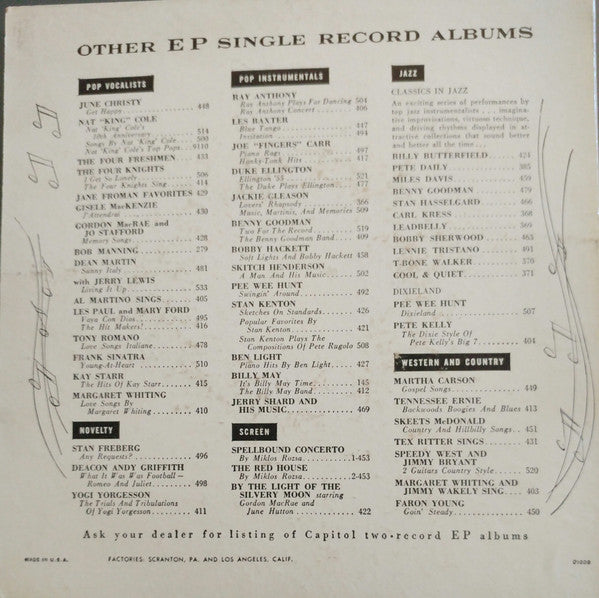 OTHER EP SINGLE RECORD ALBUMS
POP VOCALISTS
JUNE CHRISTY
Get Happy 448
NAT "KING" COLE
Nat 'King' Cole's
10th Anniversary 514
Songs By Nat 'King' Cole 500
Nat 'King' Cole's Top Pops 9110
THE FOUR FRESHMEN 433
THE FOUR KNIGHTS
I Get So Lonely 506
The Four Knights Sing 414
JANE FROMAN FAVORITES 429
GISELE MacKENZIE
J'Attendrai 430
GORDON MacRAE and
JO STAFFORD
Memory Songs 428
BOB MANNING 279
DEAN MARTIN
Sunny Italy 481
with JERRY LEWIS
Living It Up 533
AL MARTINO SINGS 405
LES PAUL and MARY FORD
Vaya Con Dios 495
The Hit Makers! 416
TONY ROMANO
Love Songs Italiane 478
FRANK SINATRA
Young-At-Heart 510
KAY STARR
The Hits Of Kay Starr 415
MARGARET WHITING
Love Songs By
Margaret Whiting 410
NOVELTY
STAN FREBERG
Any Requests? 496
DEACON ANDY GRIFFITH
What It Was Was Football—
Romeo And Juliet 498
YOGI YORGESSON
The Trials And Tribulations
Of Yogi Yorgesson 411
POP INSTRUMENTALS
RAY ANTHONY
Ray Anthony Plays For Dancing 504
Ray Anthony Concert 406
LES BAXTER
Blue Tango 447
Invitation 494
JOE "FINGERS" CARR
Piano Rags 497
Honky-Tonk Hits 417
DUKE ELLINGTON
Ellington '55 521
The Duke Plays Ellington 477
JACKIE GLEASON
Lovers' Rhapsody 366
Music, Martinis, And Memories 509
BENNY GOODMAN
Two For The Record 519
The Benny Goodman Band 409
BOBBY HACKETT
Soft Lights And Bobby Hackett 458
SKITCH HENDERSON
A Man And His Music 502
PEE WEE HUNT
Swingin' Around 492
STAN KENTON
Sketches On Standards 426
Popular Favorites By
Stan Kenton 421
Stan Kenton Plays The
Compositions Of Pete Rugolo 508
BEN LIGHT
Piano Hits By Ben Light 427
BILLY MAY
It's Billy May Time 145
The Billy May Band 412
JERRY SHARD AND
HIS MUSIC 469
SCREEN
SPELLBOUND CONCERTO
By Miklos Rozsa 1-453
THE RED HOUSE
By Miklos Rozsa 2-453
BY THE LIGHT OF THE
SILVERY MOON starring
Gordon MacRae and
June Hutton 422
JAZZ
CLASSICS IN JAZZ
An exciting series of performances by
top jazz instrumentalists . . . imagin-
ative improvisations, virtuoso technique,
and driving rhythms displayed in at-
tractive collections that sound better
and better all the time . . .
BILLY BUTTERFIELD 424
PETE DAILY 385
MILES DAVIS 459
BENNY GOODMAN 479
STAN HASSELGARD 466
CARL KRESS 368
LEADBELLY 369
BOBBY SHERWOOD 463
LENNIE TRISTANO 491
T-BONE WALKER 370
COOL & QUIET 371
DIXIELAND
PEE WEE HUNT
Dixieland 507
PETE KELLY
The Dixie Style Of
Pete Kelly's Big 7 404
WESTERN AND COUNTRY
MARTHA CARSON
Gospel Songs 449
TENNESSEE ERNIE
Backwoods Boogies And Blues 413
SKEETS McDONALD
Country And Hillbilly Songs 451
TEX RITTER SINGS 431
SPEEDY WEST AND
JIMMY BRYANT
2 Guitars Country Style 520
MARGARET WHITING AND
JIMMY WAKELY SING 403
FARON YOUNG
Goin' Steady 450
Ask your dealer for listing of Capitol two-record EP albums
MADE IN U.S.A.
FACTORIES: SCRANTON, PA. AND LOS ANGELES, CALIF.